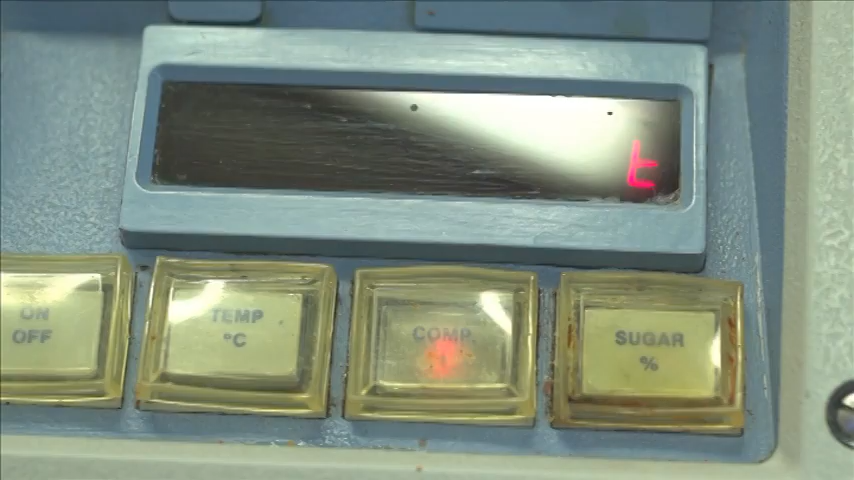 t
ON
OFF
TEMP
°C
COMP.
SUGAR
%